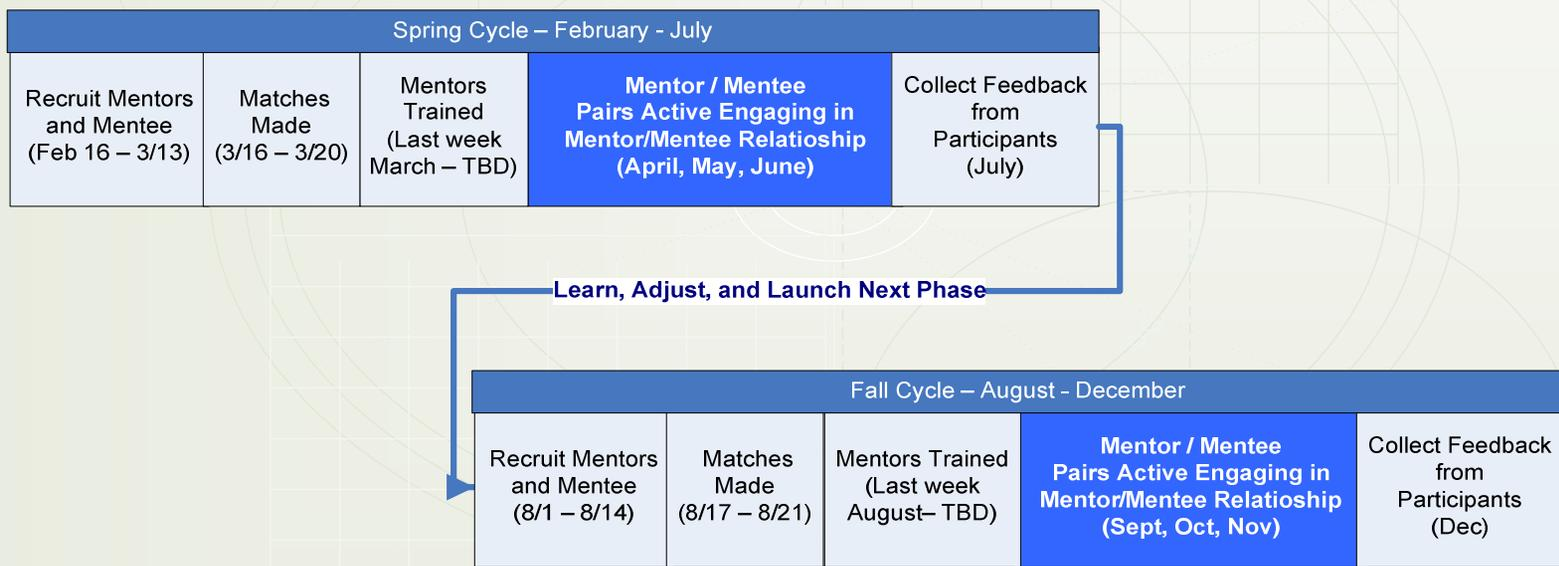 Spring Cycle – February - July
Recruit Mentors
and Mentee
(Feb 16 – 3/13)
Matches
Made
(3/16 – 3/20)
Mentors
Trained
(Last week
March – TBD)
Mentor / Mentee
Pairs Active Engaging in
Mentor/Mentee Relatioship
(April, May, June)
Collect Feedback
from
Participants
(July)
Learn, Adjust, and Launch Next Phase
Fall Cycle – August - December
Recruit Mentors
and Mentee
(8/1 – 8/14)
Matches
Made
(8/17 – 8/21)
Mentors Trained
(Last week
August– TBD)
Mentor / Mentee
Pairs Active Engaging in
Mentor/Mentee Relatioship
(Sept, Oct, Nov)
Collect Feedback
from
Participants
(Dec)